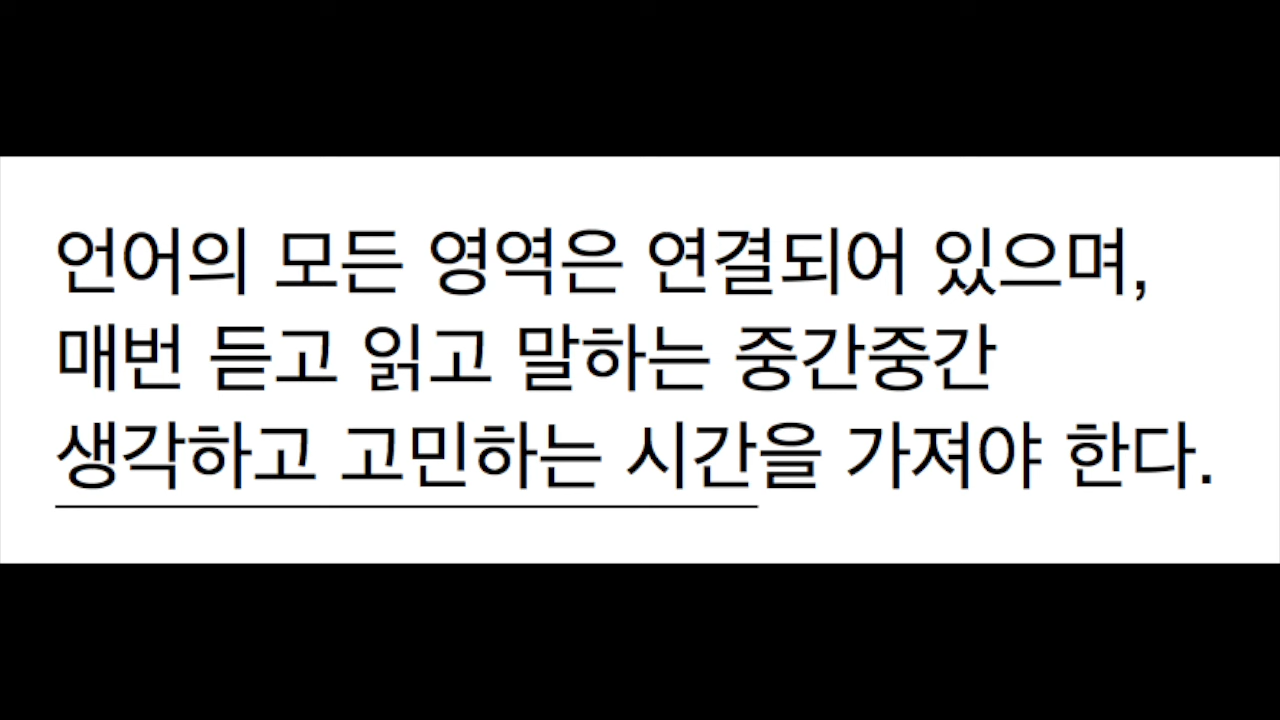 언어의 모든 영역은 연결되어 있으며,
매번 듣고 읽고 말하는 중간중간
생각하고 고민하는 시간을 가져야 한다.